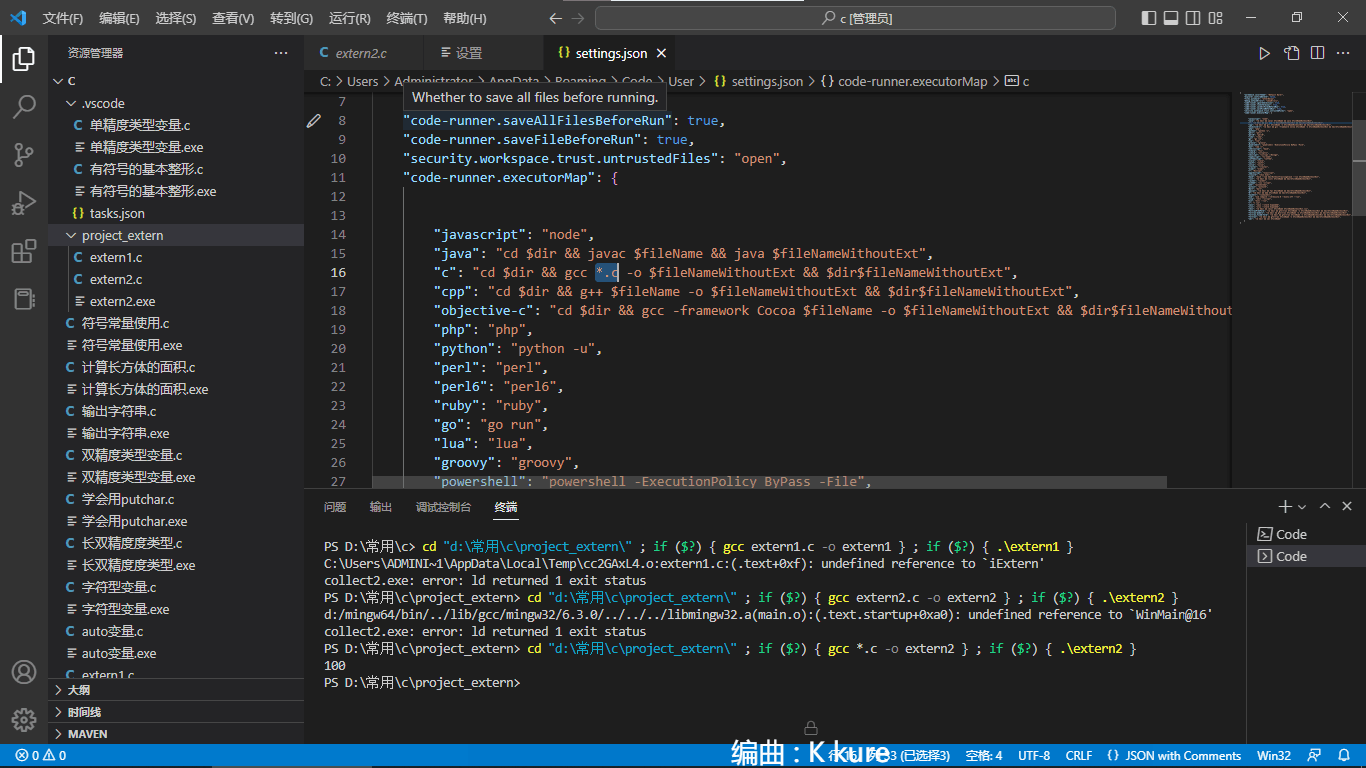 文件(F) 编辑(E) 选择(S) 查看(V) 转到(G) 运行(R) 终端(T) 帮助(H) c [管理员]
资源管理器
C
.vscode
单精度类型变量.c
单精度类型变量.exe
有符号的基本整形.c
有符号的基本整形.exe
tasks.json
project_extern
extern1.c
extern2.c
extern2.exe
符号常量使用.c
符号常量使用.exe
计算长方体的面积.c
计算长方体的面积.exe
输出字符串.c
输出字符串.exe
双精度类型变量.c
双精度类型变量.exe
学会用putchar.c
学会用putchar.exe
长双精度度类型.c
长双精度度类型.exe
字符型变量.c
字符型变量.exe
auto变量.c
auto变量.exe
extern1.c
大纲
时间线
MAVEN
extern2.c 设置 settings.json
C: > Users > Administrator > AppData > Roaming > Code > User > settings.json > code-runner.executorMap > c
Whether to save all files before running.
7
8 "code-runner.saveAllFilesBeforeRun": true,
9 "code-runner.saveFileBeforeRun": true,
10 "security.workspace.trust.untrustedFiles": "open",
11 "code-runner.executorMap": {
12
13
14 "javascript": "node",
15 "java": "cd $dir && javac $fileName && java $fileNameWithoutExt",
16 "c": "cd $dir && gcc *.c -o $fileNameWithoutExt && $dir$fileNameWithoutExt",
17 "cpp": "cd $dir && g++ $fileName -o $fileNameWithoutExt && $dir$fileNameWithoutExt",
18 "objective-c": "cd $dir && gcc -framework Cocoa $fileName -o $fileNameWithoutExt && $dir$fileNameWithout
19 "php": "php",
20 "python": "python -u",
21 "perl": "perl",
22 "perl6": "perl6",
23 "ruby": "ruby",
24 "go": "go run",
25 "lua": "lua",
26 "groovy": "groovy",
27 "powershell": "powershell -ExecutionPolicy ByPass -File",
问题 输出 调试控制台 终端
PS D:\常用\c> cd "d:\常用\c\project_extern\" ; if ($?) { gcc extern1.c -o extern1 } ; if ($?) { .\extern1 }
C:\Users\ADMINI~1\AppData\Local\Temp\cc2GAxL4.o:extern1.c:(.text+0xf): undefined reference to `iExtern'
collect2.exe: error: ld returned 1 exit status
PS D:\常用\c\project_extern> cd "d:\常用\c\project_extern\" ; if ($?) { gcc extern2.c -o extern2 } ; if ($?) { .\extern2 }
d:/mingw64/bin/../lib/gcc/mingw32/6.3.0/../../../libmingw32.a(main.o):(.text.startup+0xa0): undefined reference to `WinMain@16'
collect2.exe: error: ld returned 1 exit status
PS D:\常用\c\project_extern> cd "d:\常用\c\project_extern\" ; if ($?) { gcc *.c -o extern2 } ; if ($?) { .\extern2 }
100
PS D:\常用\c\project_extern>
Code
Code
0 0 (已选择3) 空格: 4 UTF-8 CRLF {} JSON with Comments Win32
编曲 : K kure